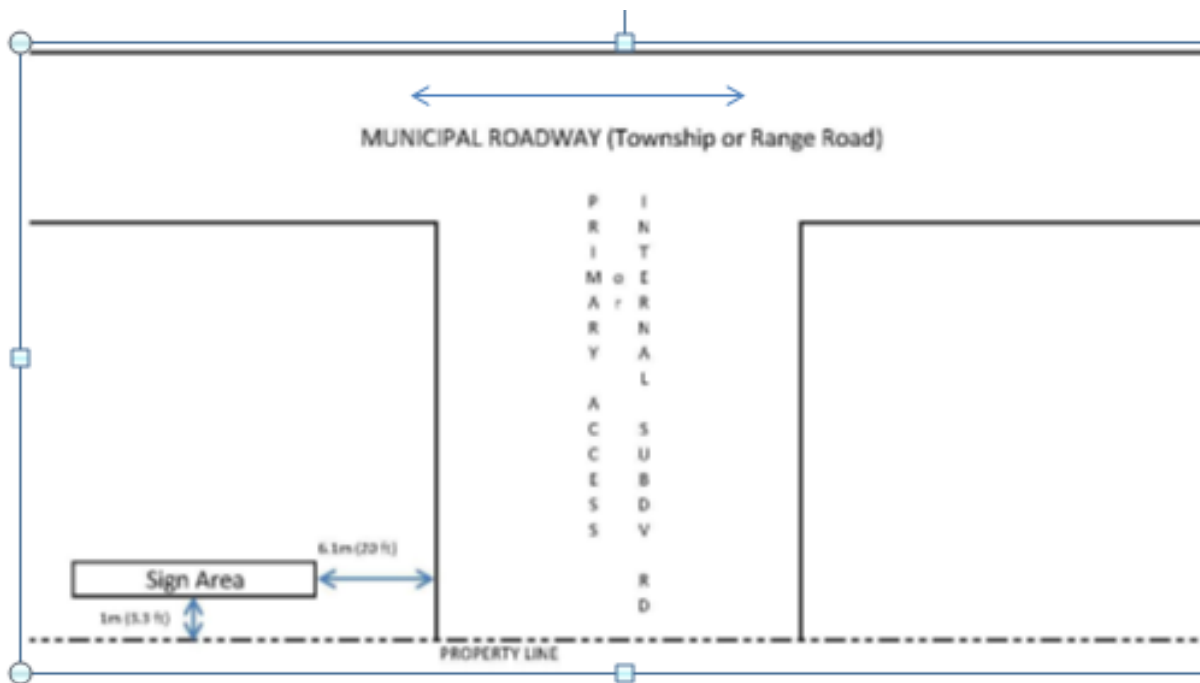 MUNICIPAL ROADWAY (Township or Range Road)
PRIMARY ACCESS
or
INTERNAL SUBDV RD
6.1m (20 ft)
Sign Area
1m (3.3 ft)
PROPERTY LINE